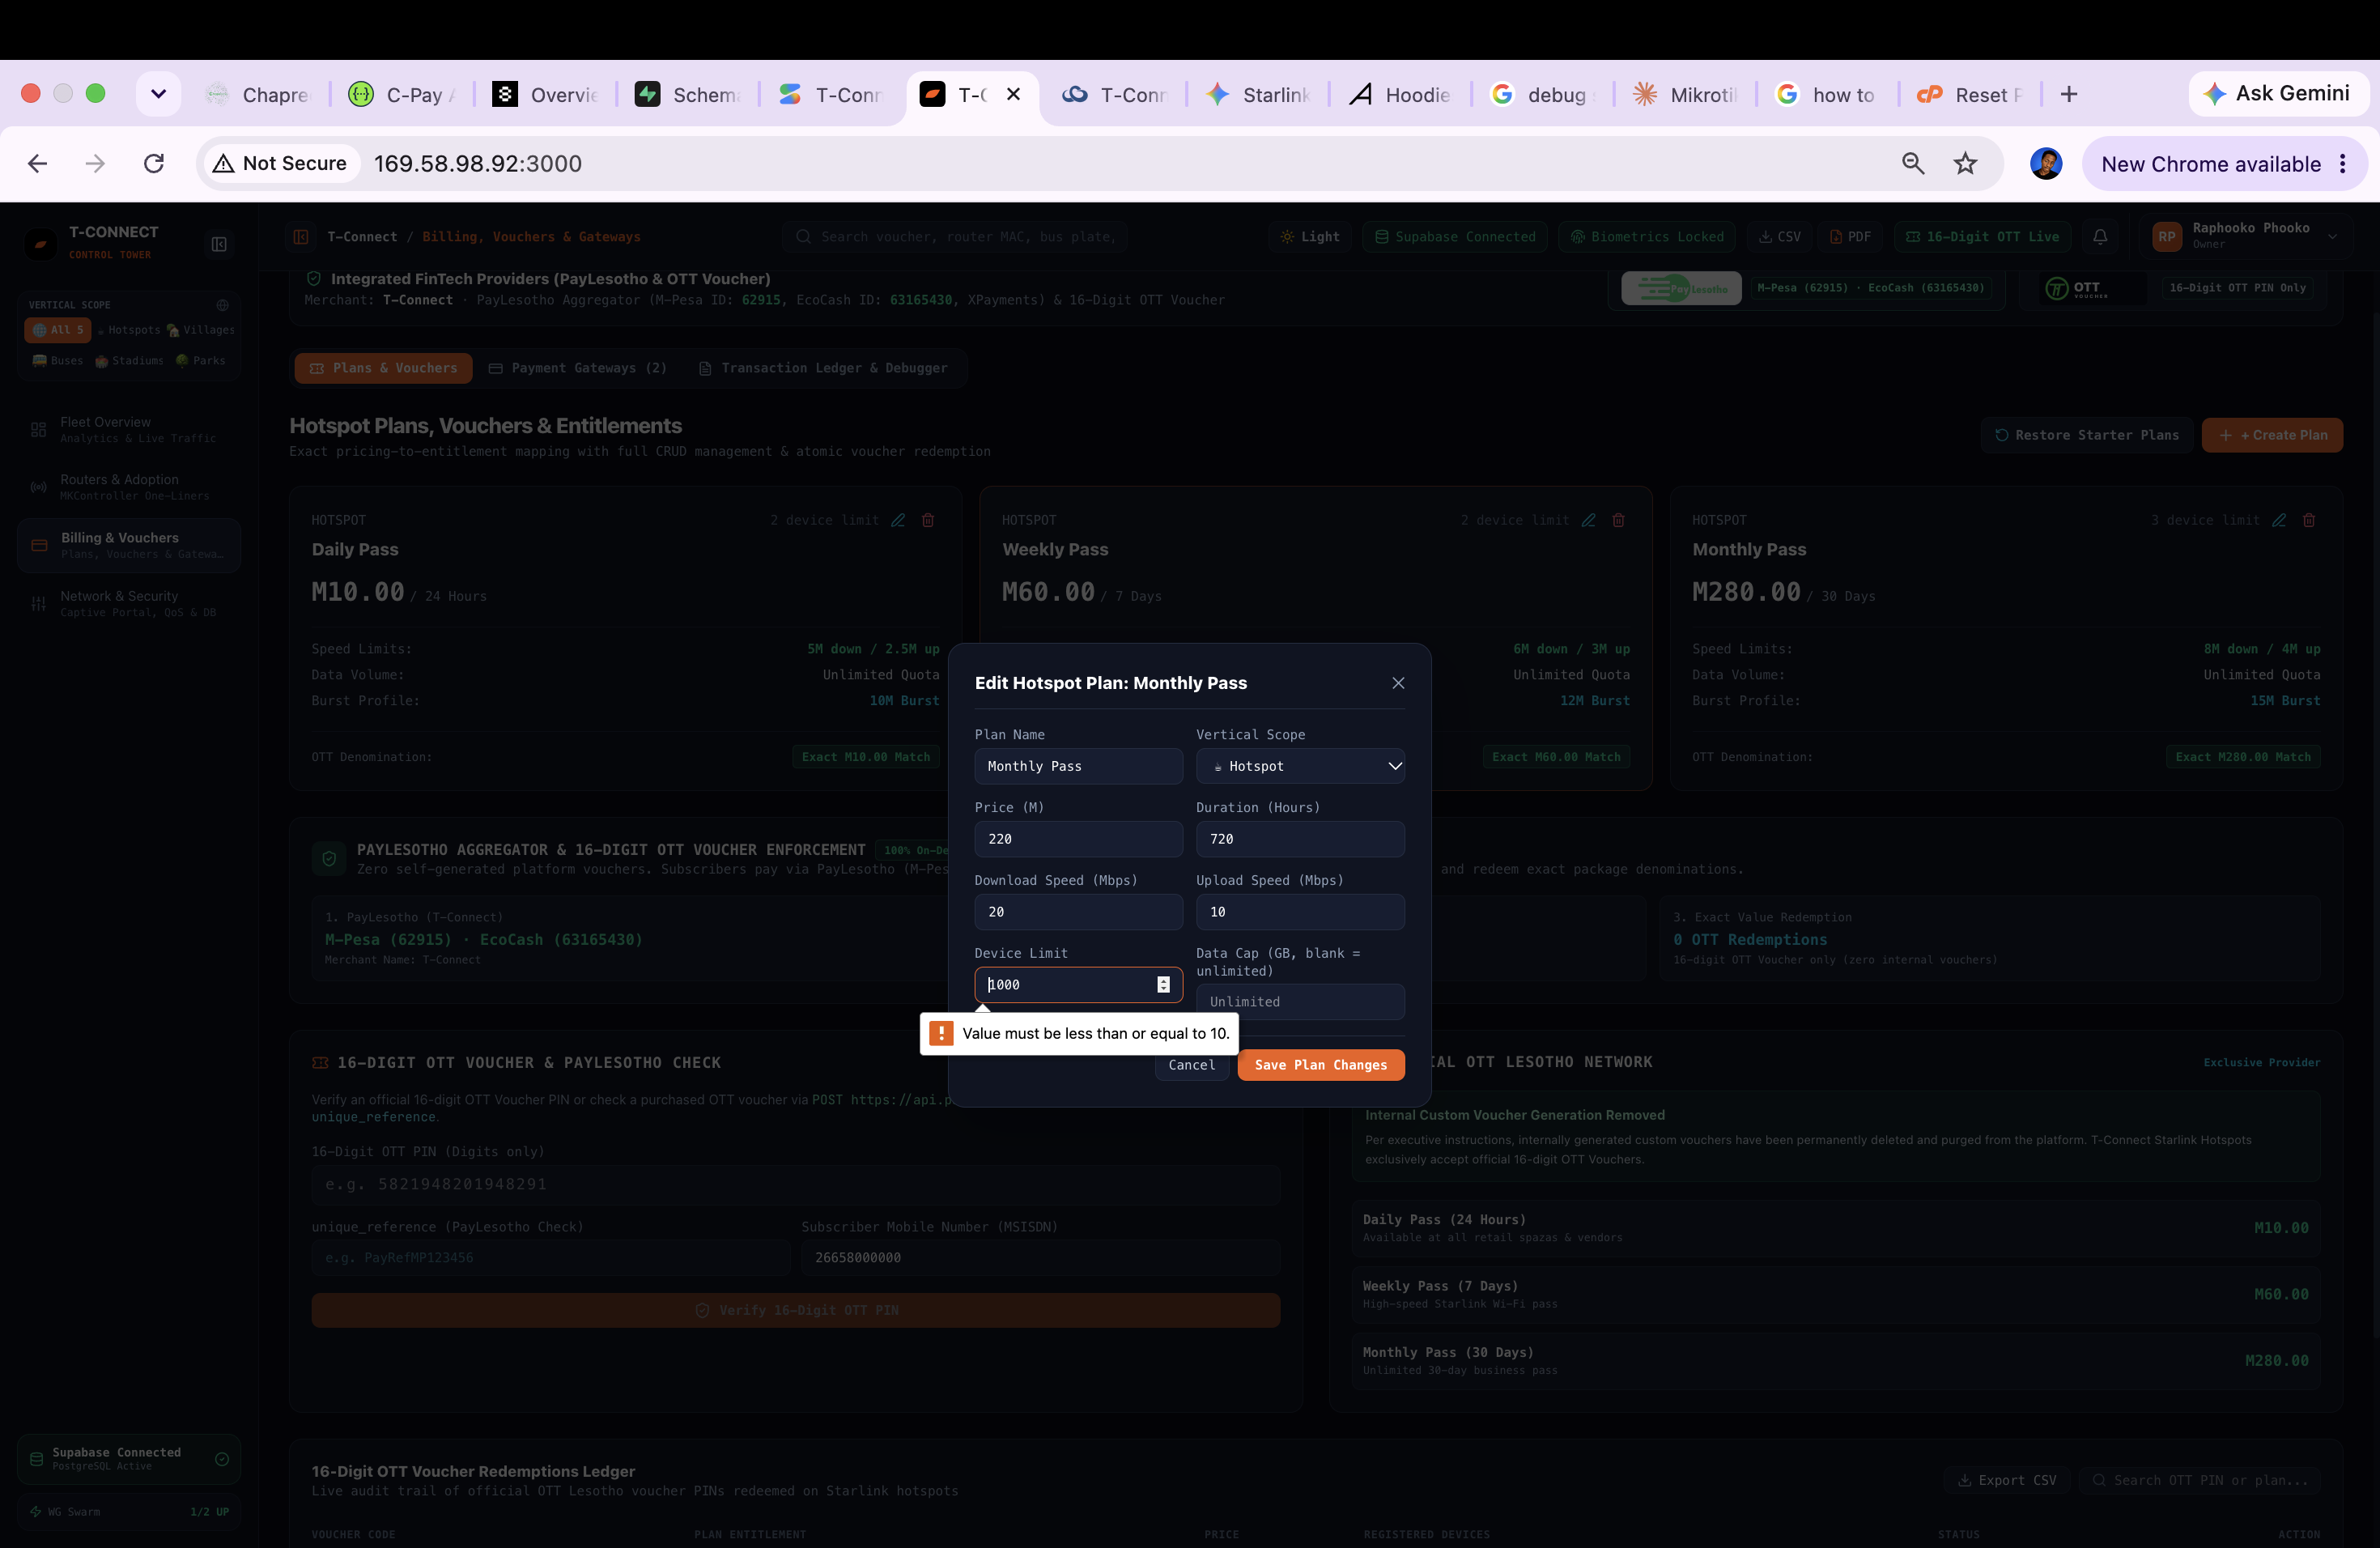 Chapre
C-Pay
Overvie
Schema
T-Conn
T-C
T-Conn
Starlink
Hoodie
debug
Mikroti
how to
Reset P
Ask Gemini
Not Secure
169.58.98.92:3000
New Chrome available
T-CONNECT
CONTROL TOWER
T-Connect / Billing, Vouchers & Gateways
Search voucher, router MAC, bus plate,
Light
Supabase Connected
Biometrics Locked
CSV
PDF
16-Digit OTT Live
RP
Raphooko Phooko
Owner
VERTICAL SCOPE
All 5
Hotspots
Villages
Buses
Stadiums
Parks
Fleet Overview
Analytics & Live Traffic
Routers & Adoption
MKController One-Liners
Billing & Vouchers
Plans, Vouchers & Gatewa…
Network & Security
Captive Portal, QoS & DB
Supabase Connected
PostgreSQL Active
WG Swarm
1/2 UP
Integrated FinTech Providers (PayLesotho & OTT Voucher)
Merchant: T-Connect · PayLesotho Aggregator (M-Pesa ID: 62915, EcoCash ID: 63165430, XPayments) & 16-Digit OTT Voucher
PayLesotho
M-Pesa (62915) · EcoCash (63165430)
OTT
VOUCHER
16-Digit OTT PIN Only
Plans & Vouchers
Payment Gateways (2)
Transaction Ledger & Debugger
Hotspot Plans, Vouchers & Entitlements
Exact pricing-to-entitlement mapping with full CRUD management & atomic voucher redemption
Restore Starter Plans
+ Create Plan
HOTSPOT
2 device limit
Daily Pass
M10.00 / 24 Hours
Speed Limits:
5M down / 2.5M up
Data Volume:
Unlimited Quota
Burst Profile:
10M Burst
OTT Denomination:
Exact M10.00 Match
HOTSPOT
2 device limit
Weekly Pass
M60.00 / 7 Days
6M down / 3M up
Unlimited Quota
12M Burst
Exact M60.00 Match
HOTSPOT
3 device limit
Monthly Pass
M280.00 / 30 Days
Speed Limits:
8M down / 4M up
Data Volume:
Unlimited Quota
Burst Profile:
15M Burst
OTT Denomination:
Exact M280.00 Match
Edit Hotspot Plan: Monthly Pass
Plan Name
Monthly Pass
Vertical Scope
Hotspot
Price (M)
220
Duration (Hours)
720
Download Speed (Mbps)
20
Upload Speed (Mbps)
10
Device Limit
1000
Data Cap (GB, blank =
unlimited)
Unlimited
Value must be less than or equal to 10.
Cancel
Save Plan Changes
PAYLESOTHO AGGREGATOR & 16-DIGIT OTT VOUCHER ENFORCEMENT
100% On-De
Zero self-generated platform vouchers. Subscribers pay via PayLesotho (M-Pes
and redeem exact package denominations.
1. PayLesotho (T-Connect)
M-Pesa (62915) · EcoCash (63165430)
Merchant Name: T-Connect
3. Exact Value Redemption
0 OTT Redemptions
16-digit OTT Voucher only (zero internal vouchers)
16-DIGIT OTT VOUCHER & PAYLESOTHO CHECK
Verify an official 16-digit OTT Voucher PIN or check a purchased OTT voucher via POST https://api.p
unique_reference.
16-Digit OTT PIN (Digits only)
e.g. 5821948201948291
unique_reference (PayLesotho Check)
e.g. PayRefMP123456
Subscriber Mobile Number (MSISDN)
26658000000
Verify 16-Digit OTT PIN
IAL OTT LESOTHO NETWORK
Exclusive Provider
Internal Custom Voucher Generation Removed
Per executive instructions, internally generated custom vouchers have been permanently deleted and purged from the platform. T-Connect Starlink Hotspots
exclusively accept official 16-digit OTT Vouchers.
Daily Pass (24 Hours)
Available at all retail spazas & vendors
M10.00
Weekly Pass (7 Days)
High-speed Starlink Wi-Fi pass
M60.00
Monthly Pass (30 Days)
Unlimited 30-day business pass
M280.00
16-Digit OTT Voucher Redemptions Ledger
Live audit trail of official OTT Lesotho voucher PINs redeemed on Starlink hotspots
Export CSV
Search OTT PIN or plan...
VOUCHER CODE
PLAN ENTITLEMENT
PRICE
REGISTERED DEVICES
STATUS
ACTION